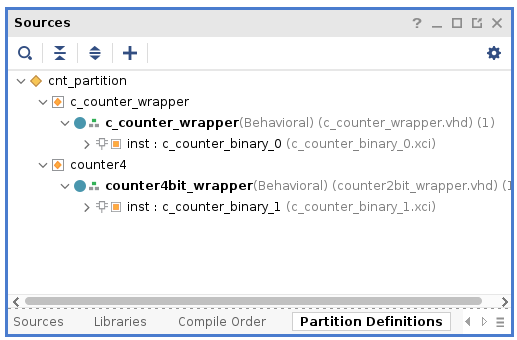 Sources
cnt_partition
c_counter_wrapper
c_counter_wrapper(Behavioral) (c_counter_wrapper.vhd) (1)
inst : c_counter_binary_0 (c_counter_binary_0.xci)
counter4
counter4bit_wrapper(Behavioral) (counter2bit_wrapper.vhd) (1
inst : c_counter_binary_1 (c_counter_binary_1.xci)
Sources Libraries Compile Order Partition Definitions